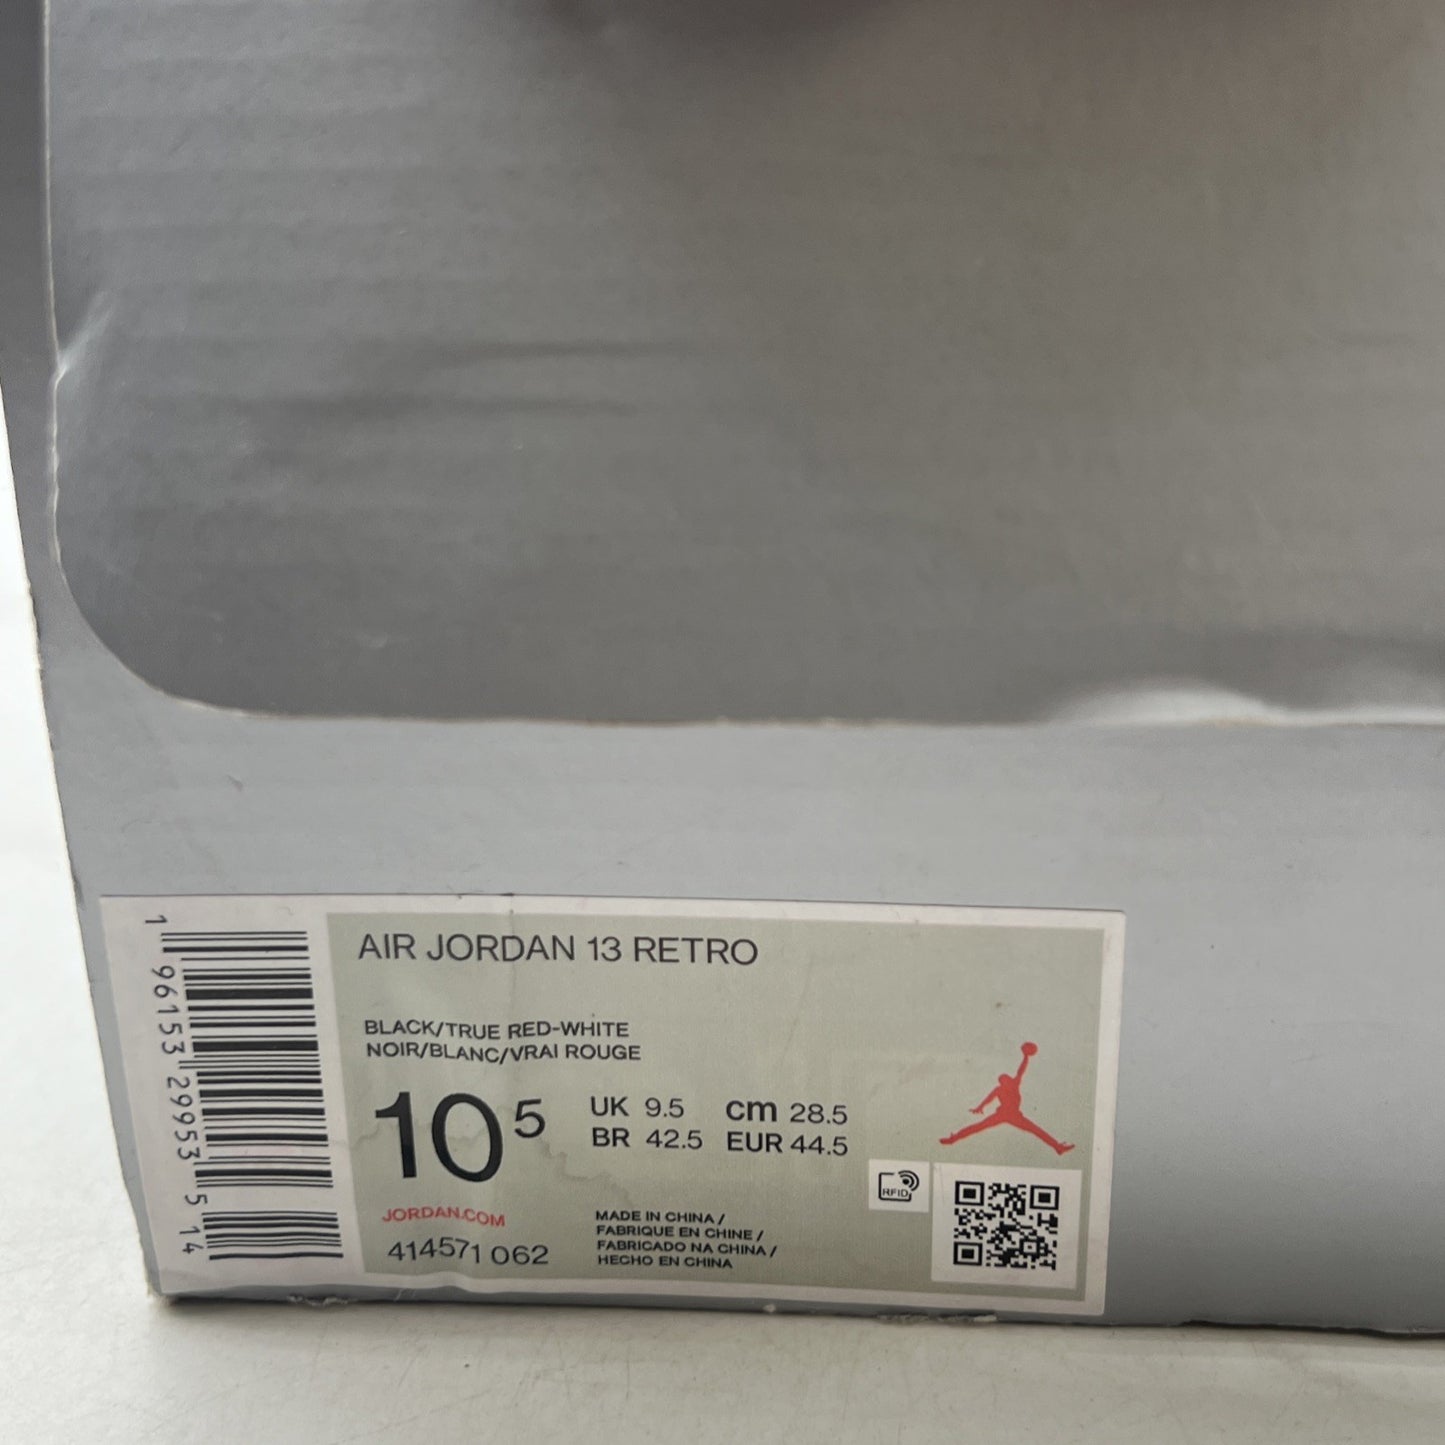 AIR JORDAN 13 RETRO
BLACK/TRUE RED-WHITE
NOIR/BLANC/VRAI ROUGE
10 5
UK 9.5 cm 28.5
BR 42.5 EUR 44.5
JORDAN.COM
414571 062
MADE IN CHINA /
FABRIQUE EN CHINE /
FABRICADO NA CHINA /
HECHO EN CHINA
RFID
1 96153 29953 5 14